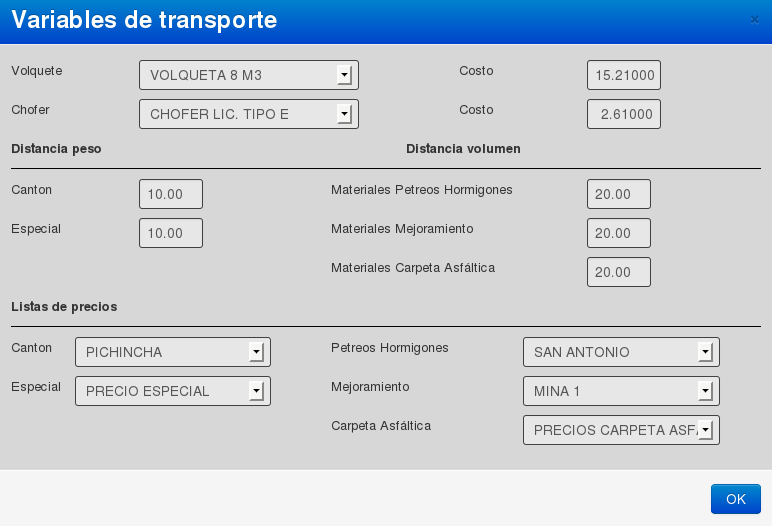 Variables de transporte ×
Volquete VOLQUETA 8 M3 Costo 15.21000
Chofer CHOFER LIC. TIPO E Costo 2.61000
Distancia peso Distancia volumen
Canton 10.00 Materiales Petreos Hormigones 20.00
Especial 10.00 Materiales Mejoramiento 20.00
Materiales Carpeta Asfáltica 20.00
Listas de precios
Canton PICHINCHA Petreos Hormigones SAN ANTONIO
Especial PRECIO ESPECIAL Mejoramiento MINA 1
Carpeta Asfáltica PRECIOS CARPETA ASF
OK